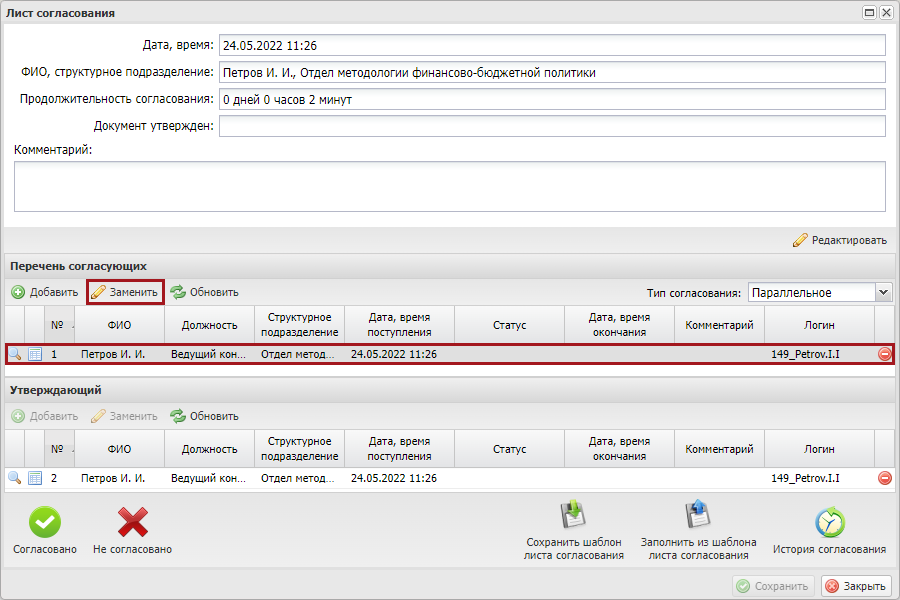 Лист согласования
Дата, время: 24.05.2022 11:26
ФИО, структурное подразделение: Петров И. И., Отдел методологии финансово-бюджетной политики
Продолжительность согласования: 0 дней 0 часов 2 минут
Документ утвержден:
Комментарий:
Редактировать
Перечень согласующих
Добавить Заменить Обновить Тип согласования: Параллельное
№ ФИО Должность Структурное подразделение Дата, время поступления Статус Дата, время окончания Комментарий Логин
1 Петров И. И. Ведущий кон... Отдел метод... 24.05.2022 11:26 149_Petrov.I.I
Утверждающий
Добавить Заменить Обновить
№ ФИО Должность Структурное подразделение Дата, время поступления Статус Дата, время окончания Комментарий Логин
2 Петров И. И. Ведущий кон... Отдел метод... 24.05.2022 11:26 149_Petrov.I.I
Согласовано Не согласовано Сохранить шаблон листа согласования Заполнить из шаблона листа согласования История согласования
Сохранить Закрыть